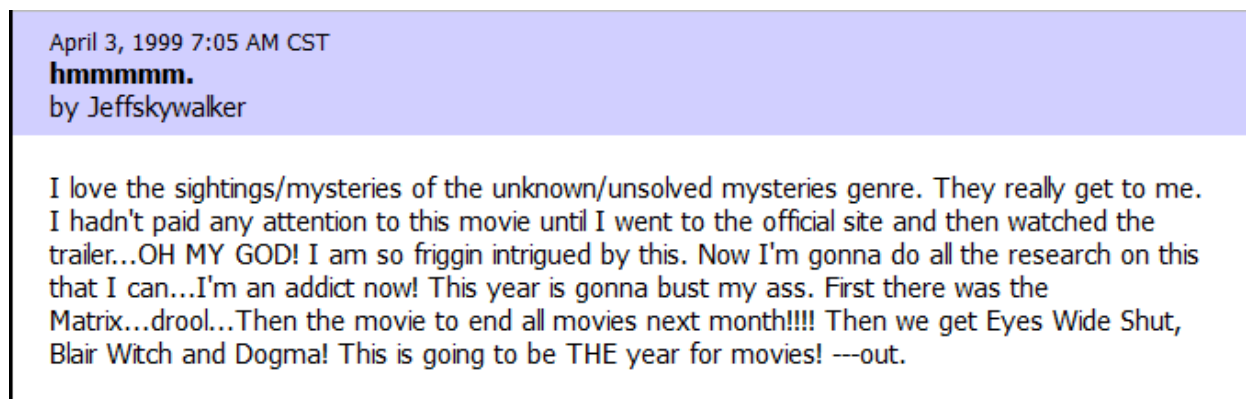 April 3, 1999 7:05 AM CST
hmmmmm.
by Jeffskywalker
I love the sightings/mysteries of the unknown/unsolved mysteries genre. They really get to me.
I hadn't paid any attention to this movie until I went to the official site and then watched the
trailer...OH MY GOD! I am so friggin intrigued by this. Now I'm gonna do all the research on this
that I can...I'm an addict now! This year is gonna bust my ass. First there was the
Matrix...drool...Then the movie to end all movies next month!!!! Then we get Eyes Wide Shut,
Blair Witch and Dogma! This is going to be THE year for movies! ---out.